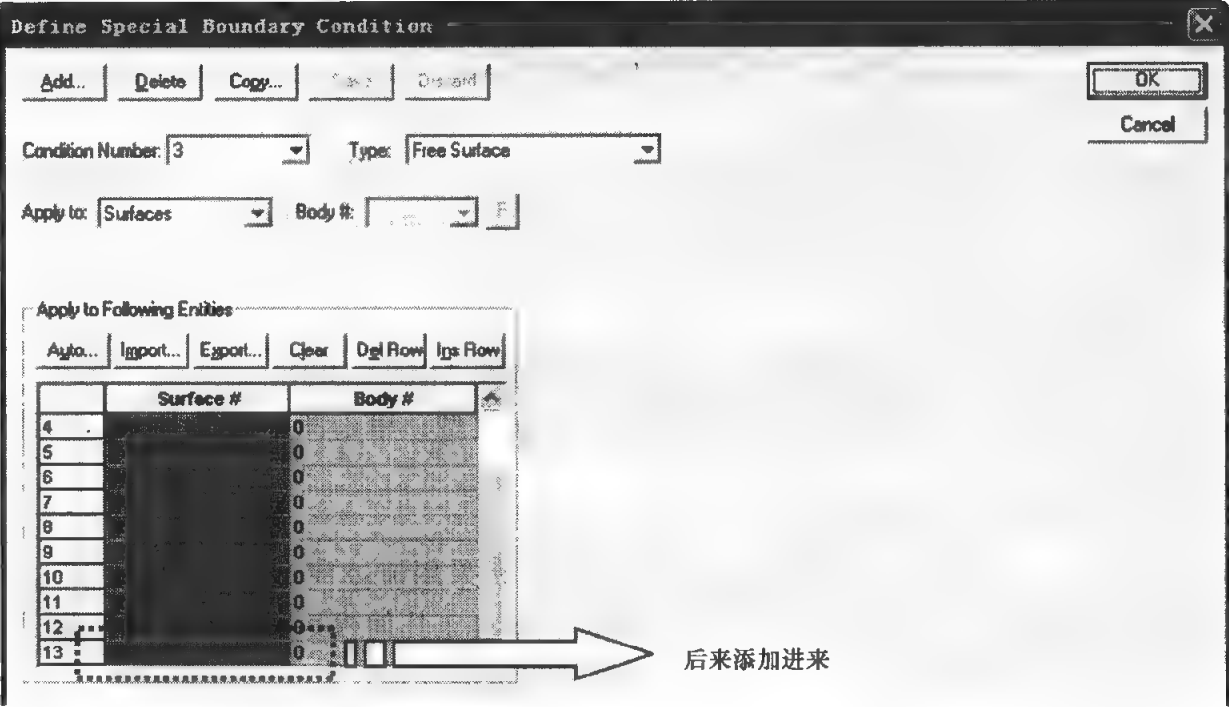 Define Special Boundary Condition
Add... Delete Copy... Save Discard OK
Cancel
Condition Number: 3 Type: Free Surface
Apply to: Surfaces Body #:
Apply to Following Entities
Auto... Import... Export... Clear Del Row Ins Row
Surface # Body #
4 0
5 0
6 0
7 0
8 0
9 0
10 0
11 0
12 0
13 0
后来添加进来